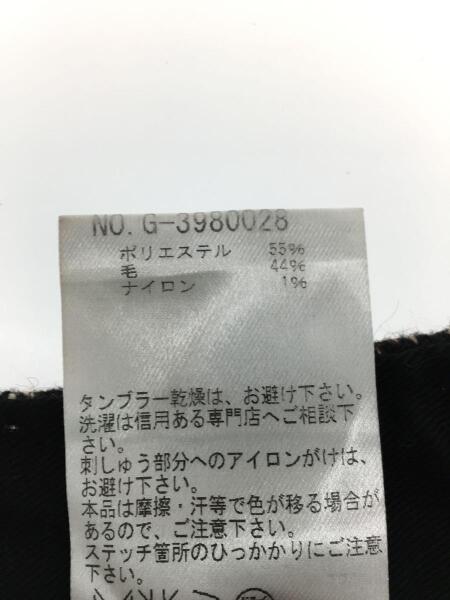 NO. G-3980028
ポリエステル 55%
毛 44%
ナイロン 1%
タンブラー乾燥は、お避け下さい。
洗濯は信用ある専門店へご相談下
さい。
刺しゅう部分へのアイロンがけは、
お避け下さい。
本品は摩擦・汗等で色が移る場合が
あるので、ご注意下さい。
ステッチ箇所のひっかかりにご注意
下さい。